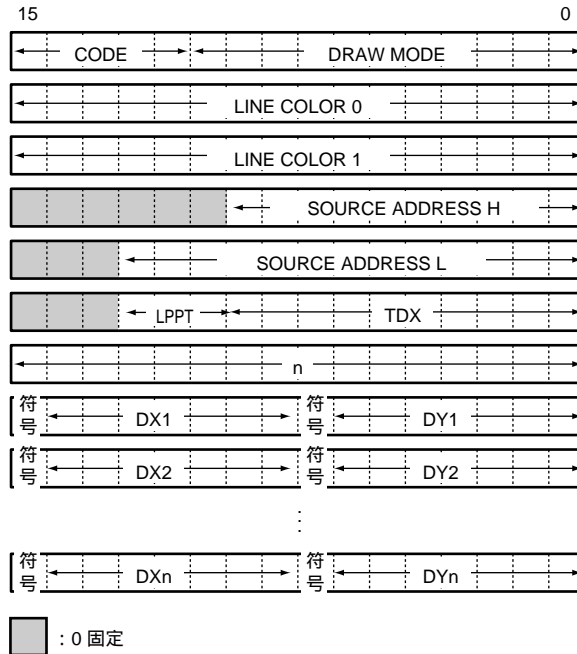 15 0
CODE DRAW MODE
LINE COLOR 0
LINE COLOR 1
SOURCE ADDRESS H
SOURCE ADDRESS L
LPPT TDX
n
符号 DX1 符号 DY1
符号 DX2 符号 DY2
⋮
符号 DXn 符号 DYn
: 0 固定